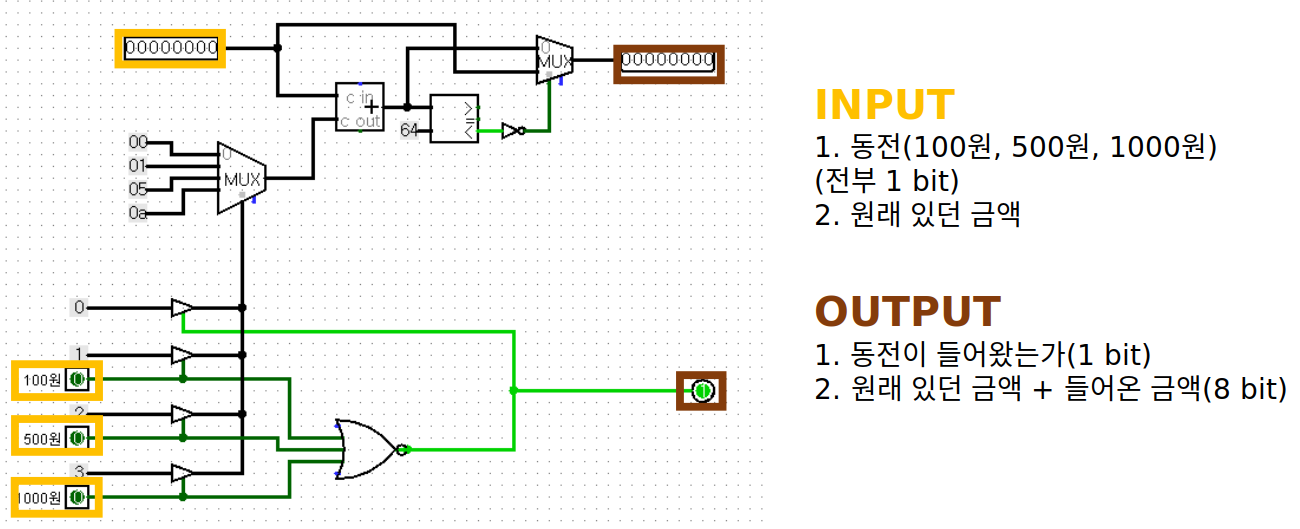 00000000
0
MUX
00000000
c in
+
c out
>
=
<
64
00
01
05
0a
0
MUX
0
1
100원
2
500원
3
1000원
INPUT
1. 동전(100원, 500원, 1000원)
(전부 1 bit)
2. 원래 있던 금액
OUTPUT
1. 동전이 들어왔는가(1 bit)
2. 원래 있던 금액 + 들어온 금액(8 bit)